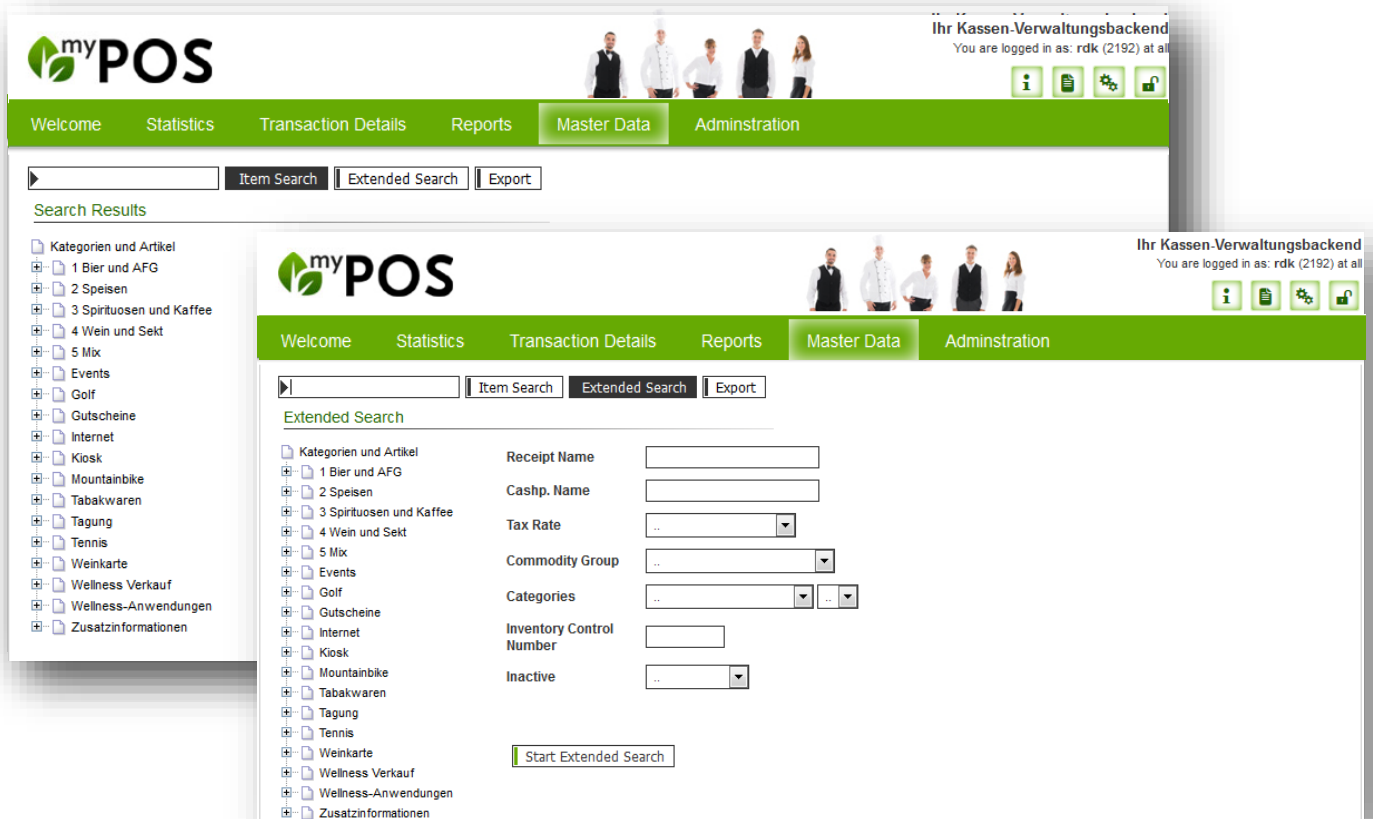 myPOS
Ihr Kassen-Verwaltungsbackend
You are logged in as: rdk (2192) at all
Welcome Statistics Transaction Details Reports Master Data Adminstration
Item Search Extended Search Export
Search Results
Kategorien und Artikel
1 Bier und AFG
2 Speisen
3 Spirituosen und Kaffee
4 Wein und Sekt
5 Mix
Events
Golf
Gutscheine
Internet
Kiosk
Mountainbike
Tabakwaren
Tagung
Tennis
Weinkarte
Wellness Verkauf
Wellness-Anwendungen
Zusatzinformationen
myPOS
Ihr Kassen-Verwaltungsbackend
You are logged in as: rdk (2192) at all
Welcome Statistics Transaction Details Reports Master Data Adminstration
Item Search Extended Search Export
Extended Search
Kategorien und Artikel
1 Bier und AFG
2 Speisen
3 Spirituosen und Kaffee
4 Wein und Sekt
5 Mix
Events
Golf
Gutscheine
Internet
Kiosk
Mountainbike
Tabakwaren
Tagung
Tennis
Weinkarte
Wellness Verkauf
Wellness-Anwendungen
Zusatzinformationen
Receipt Name
Cashp. Name
Tax Rate ..
Commodity Group ..
Categories .. ..
Inventory Control
Number
Inactive ..
Start Extended Search